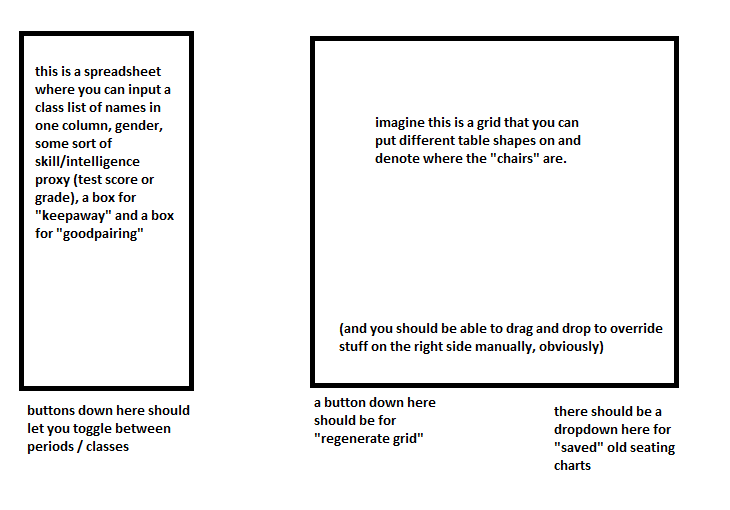 this is a spreadsheet
where you can input a
class list of names in
one column, gender,
some sort of
skill/intelligence
proxy (test score or
grade), a box for
"keepaway" and a box
for "goodpairing"
buttons down here should
let you toggle between
periods / classes
imagine this is a grid that you can
put different table shapes on and
denote where the "chairs" are.
(and you should be able to drag and drop to override
stuff on the right side manually, obviously)
a button down here
should be for
"regenerate grid"
there should be a
dropdown here for
"saved" old seating
charts